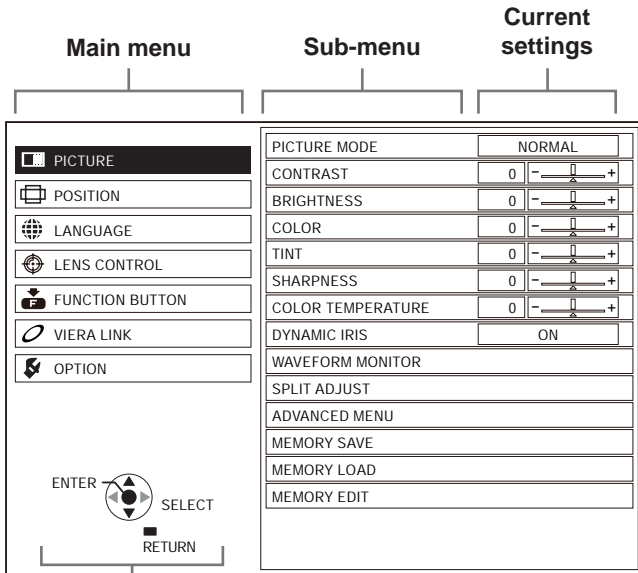 Main menu
Sub-menu
Current
settings
PICTURE
POSITION
LANGUAGE
LENS CONTROL
F
FUNCTION BUTTON
VIERA LINK
OPTION
ENTER
SELECT
RETURN
PICTURE MODE NORMAL
CONTRAST 0 - +
BRIGHTNESS 0 - +
COLOR 0 - +
TINT 0 - +
SHARPNESS 0 - +
COLOR TEMPERATURE 0 - +
DYNAMIC IRIS ON
WAVEFORM MONITOR
SPLIT ADJUST
ADVANCED MENU
MEMORY SAVE
MEMORY LOAD
MEMORY EDIT